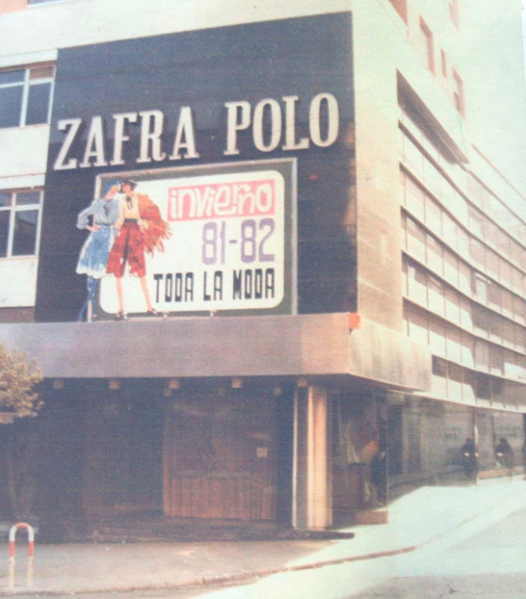 ZAFRA POLO
invierno
81-82
TODA LA MODA